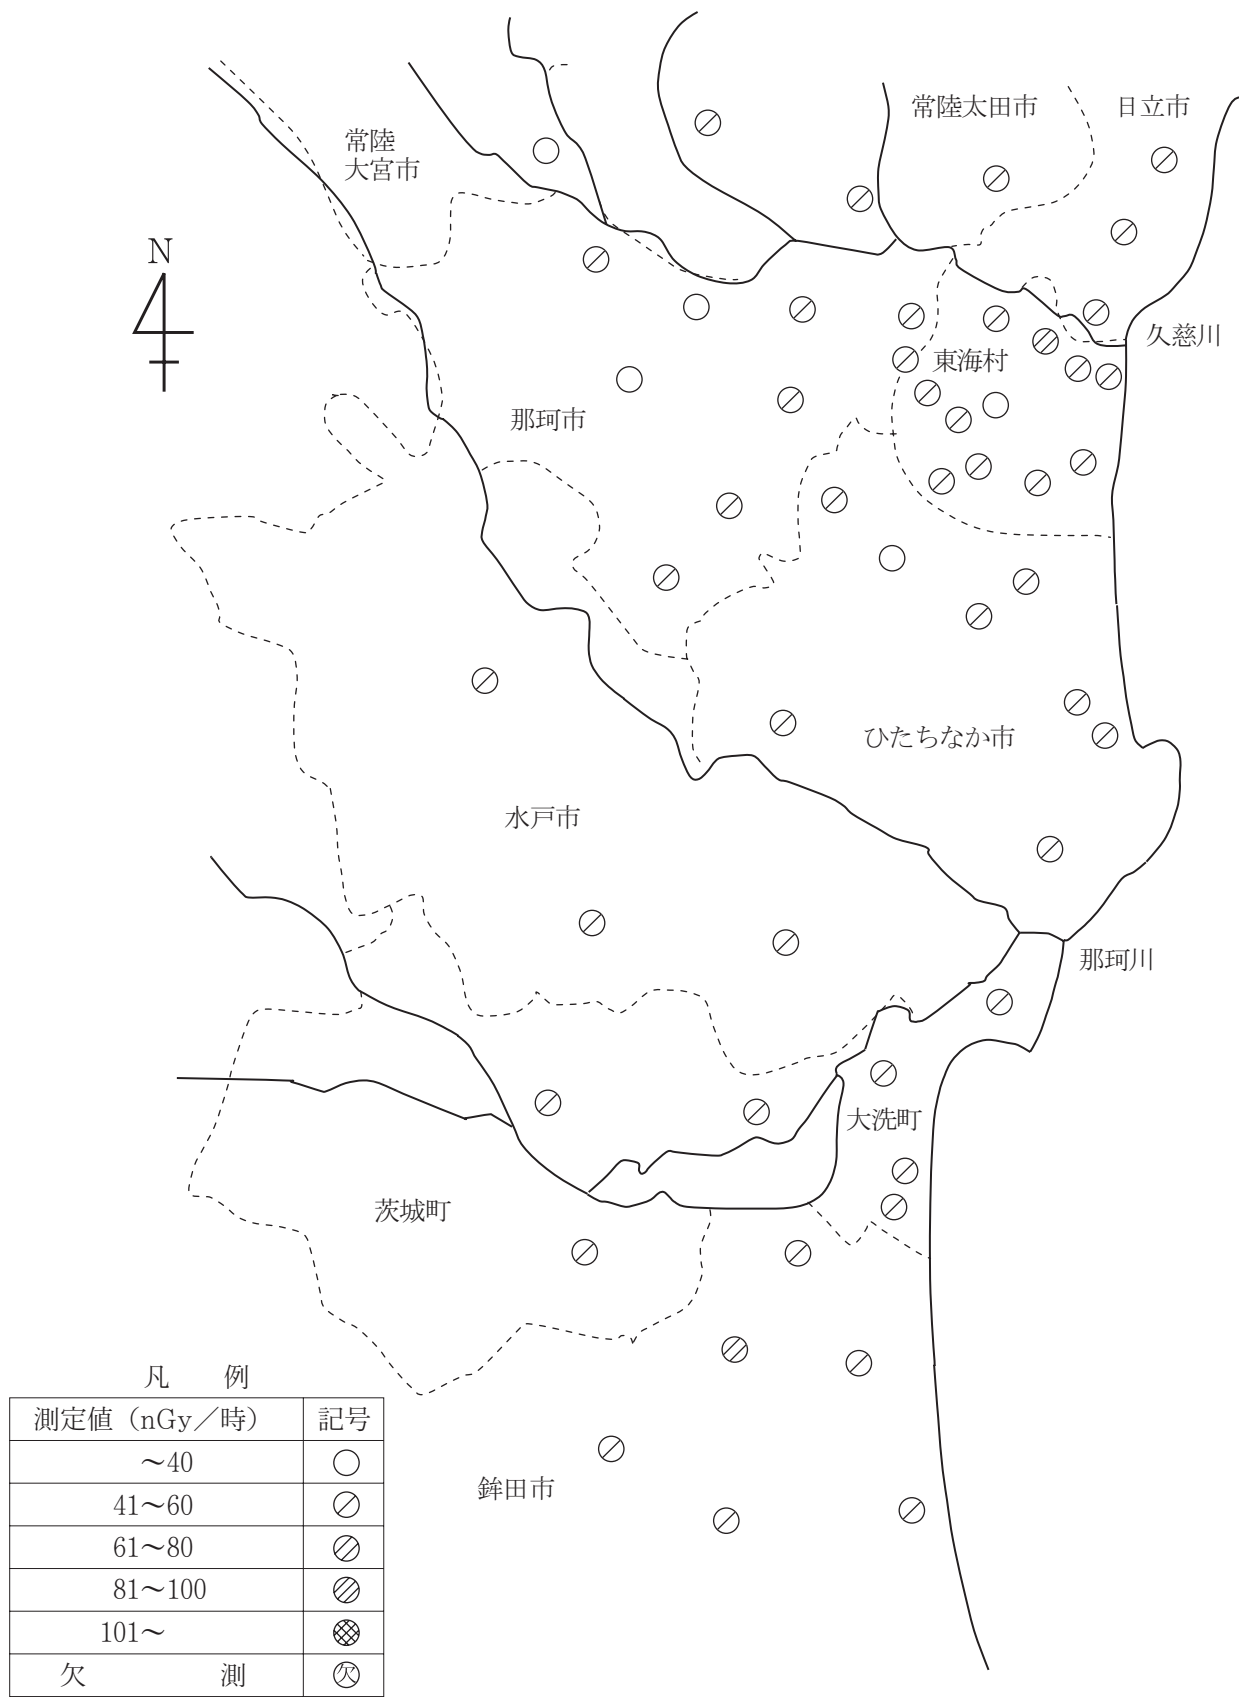 常陸太田市
日立市
常陸
大宮市
N
久慈川
東海村
那珂市
ひたちなか市
水戸市
那珂川
大洗町
茨城町
鉾田市
凡 例
測定値（nGy／時） 記号
～40
41～60
61～80
81～100
101～
欠 測 欠